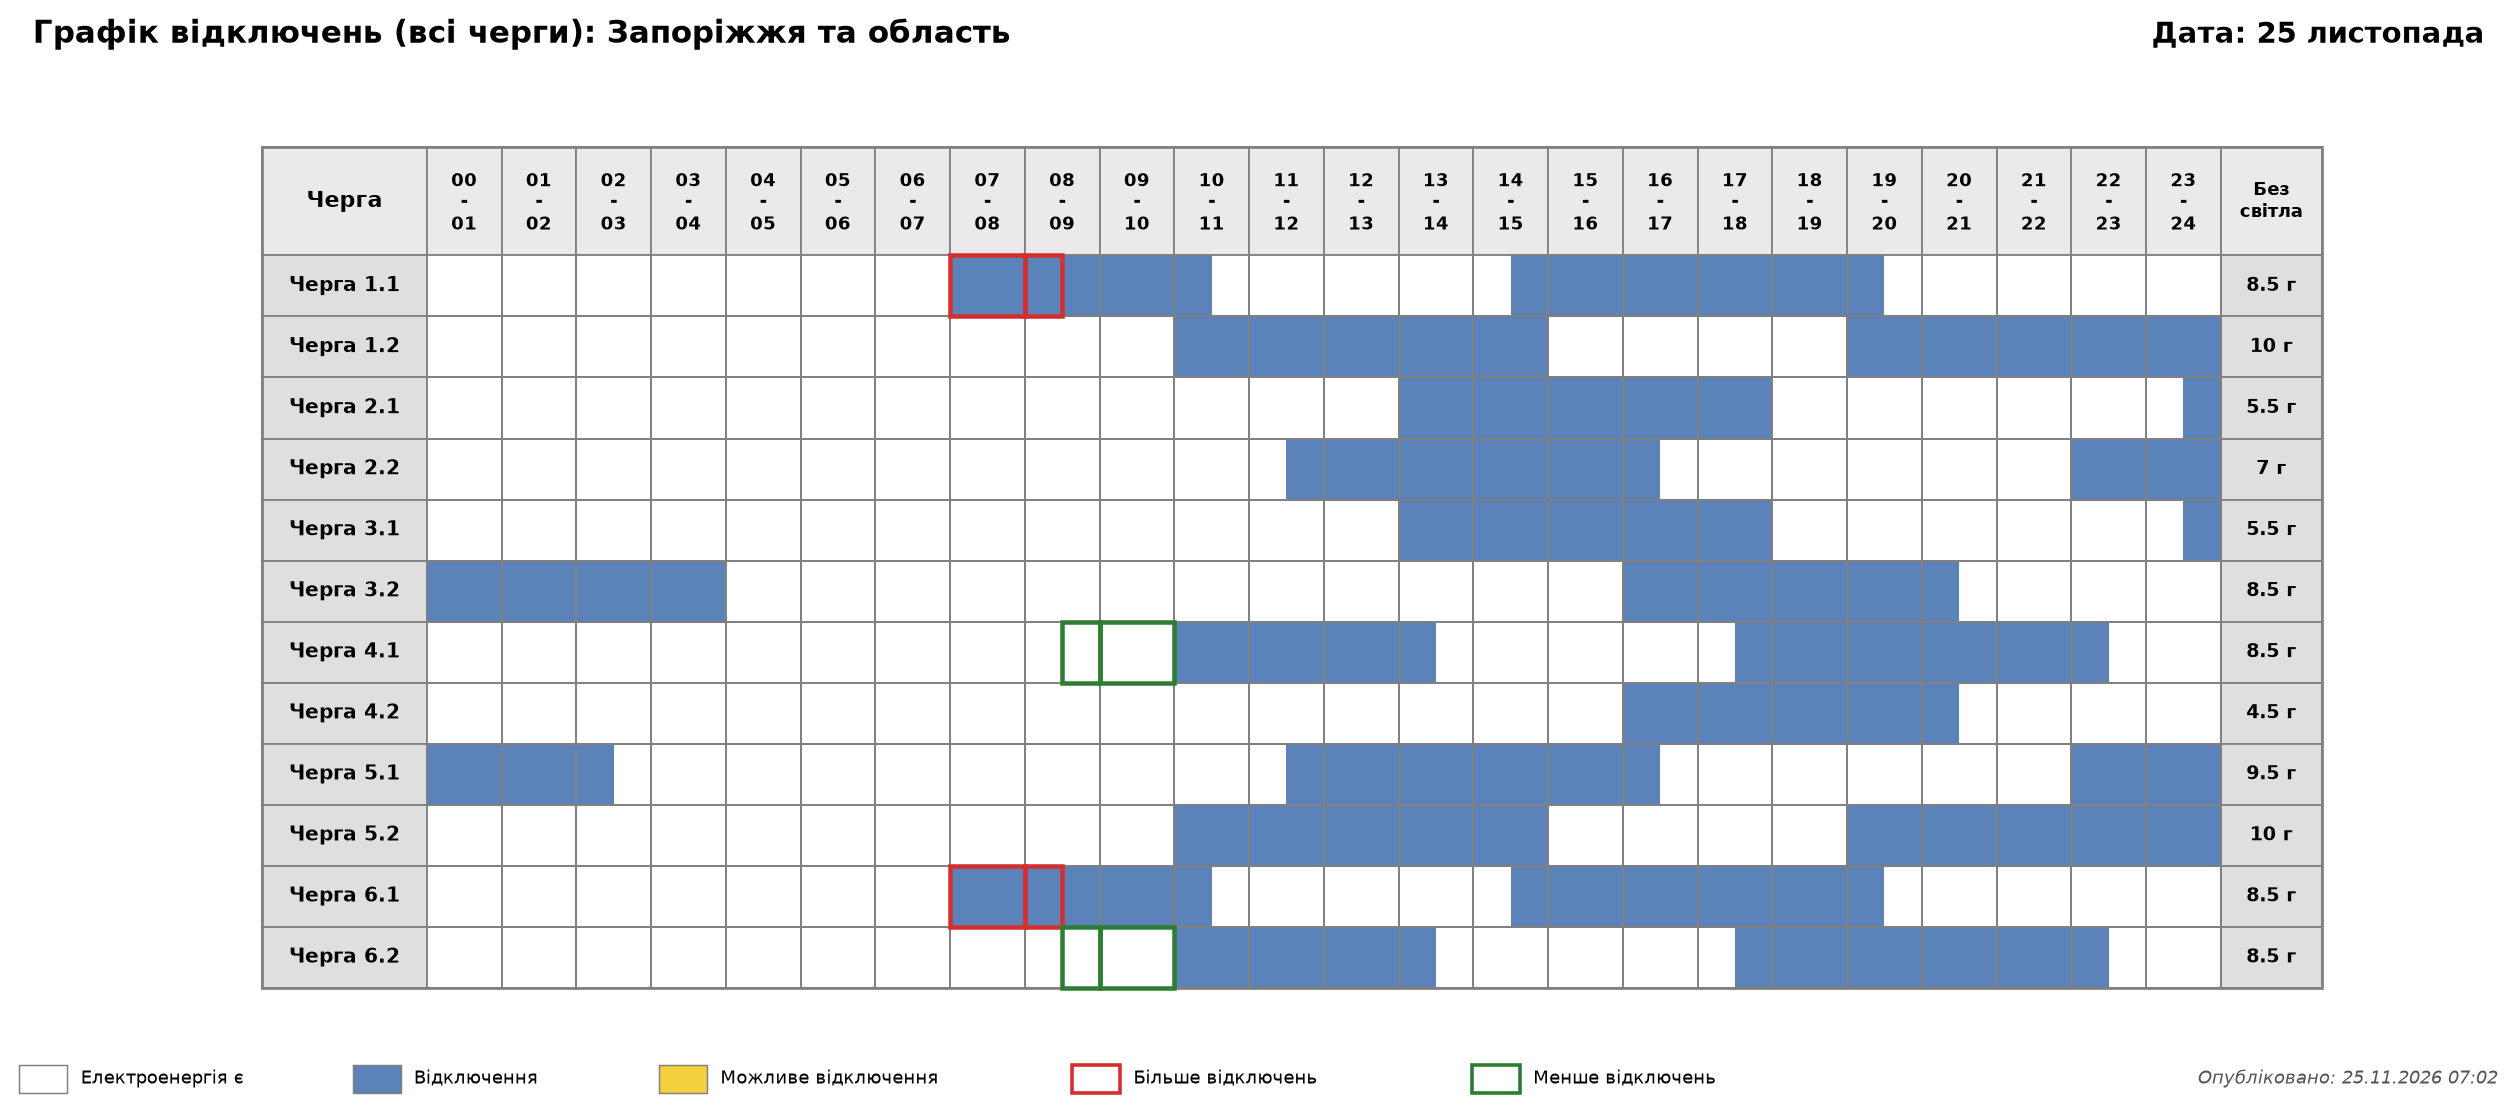 Графік відключень (всі черги): Запоріжжя та область
Дата: 25 листопада
Черга 00 - 01 01 - 02 02 - 03 03 - 04 04 - 05 05 - 06 06 - 07 07 - 08 08 - 09 09 - 10 10 - 11 11 - 12 12 - 13 13 - 14 14 - 15 15 - 16 16 - 17 17 - 18 18 - 19 19 - 20 20 - 21 21 - 22 22 - 23 23 - 24 Без світла
Черга 1.1 8.5 г
Черга 1.2 10 г
Черга 2.1 5.5 г
Черга 2.2 7 г
Черга 3.1 5.5 г
Черга 3.2 8.5 г
Черга 4.1 8.5 г
Черга 4.2 4.5 г
Черга 5.1 9.5 г
Черга 5.2 10 г
Черга 6.1 8.5 г
Черга 6.2 8.5 г
Електроенергія є
Відключення
Можливе відключення
Більше відключень
Менше відключень
Опубліковано: 25.11.2026 07:02